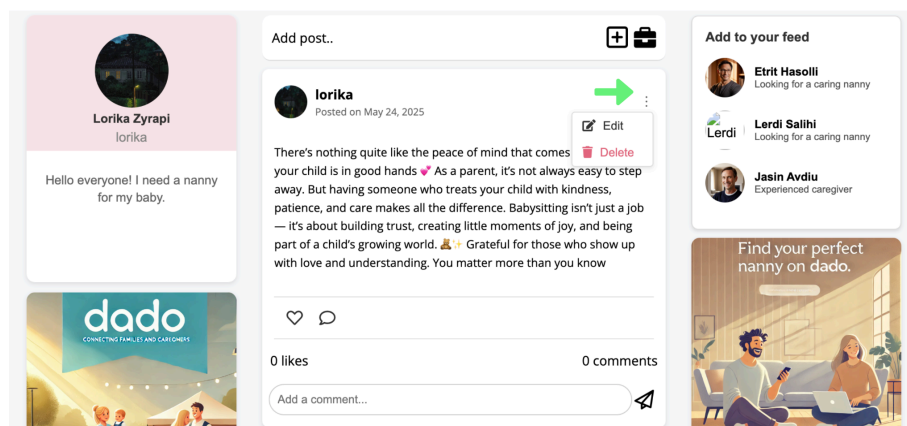 Lorika Zyrapi
lorika
Hello everyone! I need a nanny
for my baby.
dado
CONNECTING FAMILIES AND CAREGIVERS
Add post..
lorika
Posted on May 24, 2025
Edit
Delete
There’s nothing quite like the peace of mind that comes
your child is in good hands 💕 As a parent, it’s not always easy to step
away. But having someone who treats your child with kindness,
patience, and care makes all the difference. Babysitting isn’t just a job
— it’s about building trust, creating little moments of joy, and being
part of a child’s growing world. 🧸✨ Grateful for those who show up
with love and understanding. You matter more than you know
0 likes 0 comments
Add a comment...
Add to your feed
Etrit Hasolli
Looking for a caring nanny
Lerdi
Lerdi Salihi
Looking for a caring nanny
Jasin Avdiu
Experienced caregiver
Find your perfect
nanny on dado.